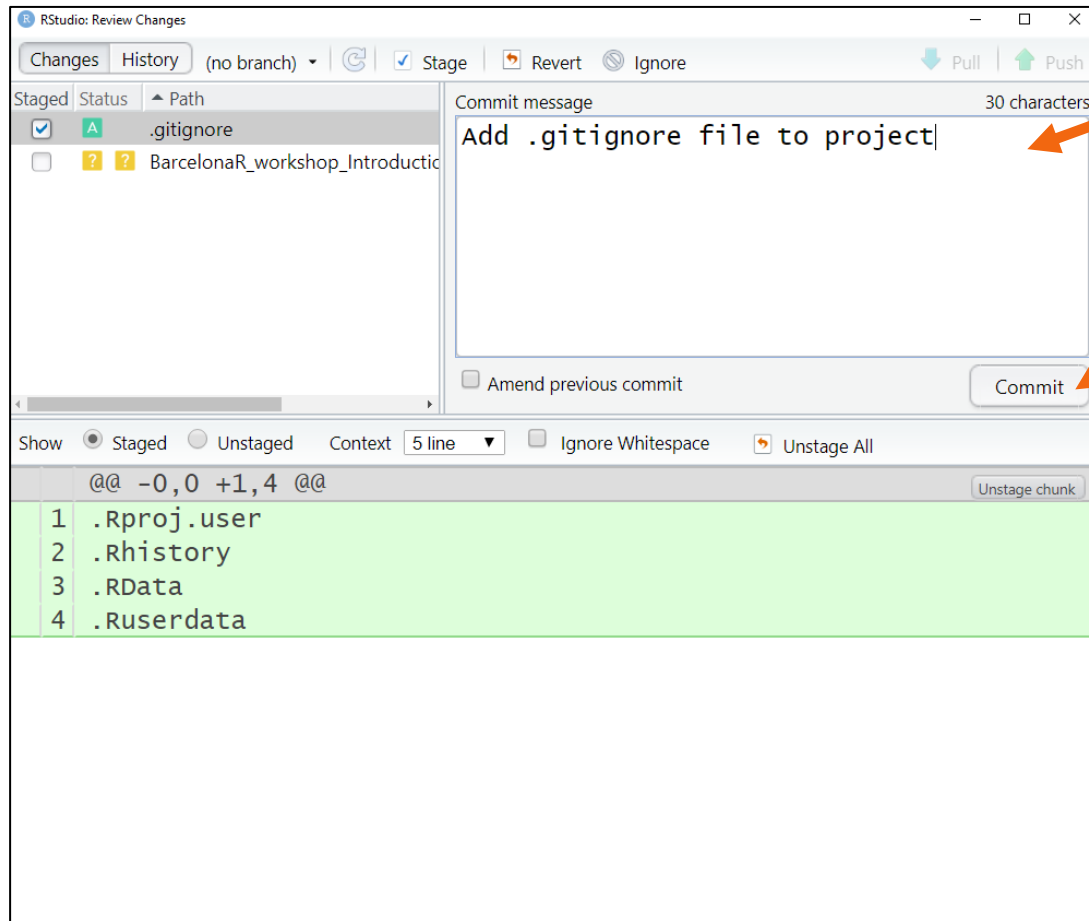 RStudio: Review Changes
Changes History (no branch) Stage Revert Ignore Pull Push
Staged Status Path
A .gitignore
? ? BarcelonaR_workshop_Introductic
Commit message 30 characters
Add .gitignore file to project
Amend previous commit Commit
Show Staged Unstaged Context 5 line Ignore Whitespace Unstage All
@@ -0,0 +1,4 @@ Unstage chunk
1 .Rproj.user
2 .Rhistory
3 .RData
4 .Ruserdata